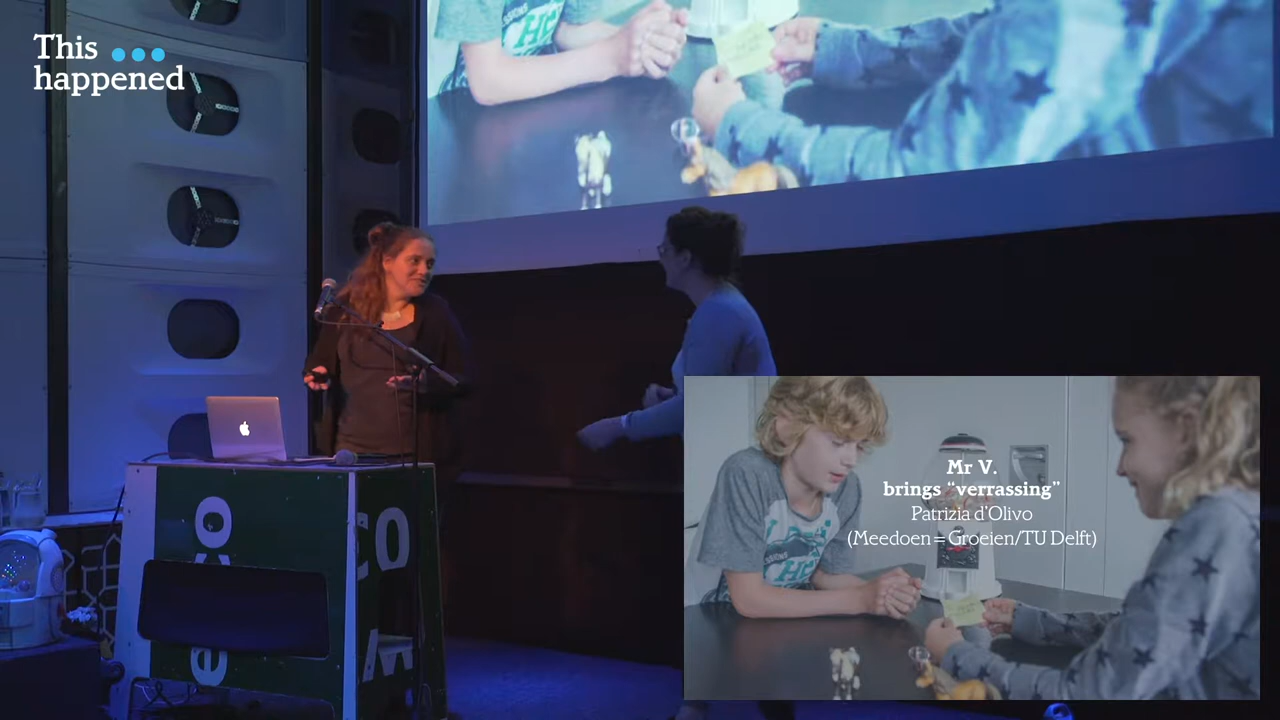 This
happened
Mr V.
brings “verrassing”
Patrizia d'Olivo
(Meedoen = Groeien/TU Delft)